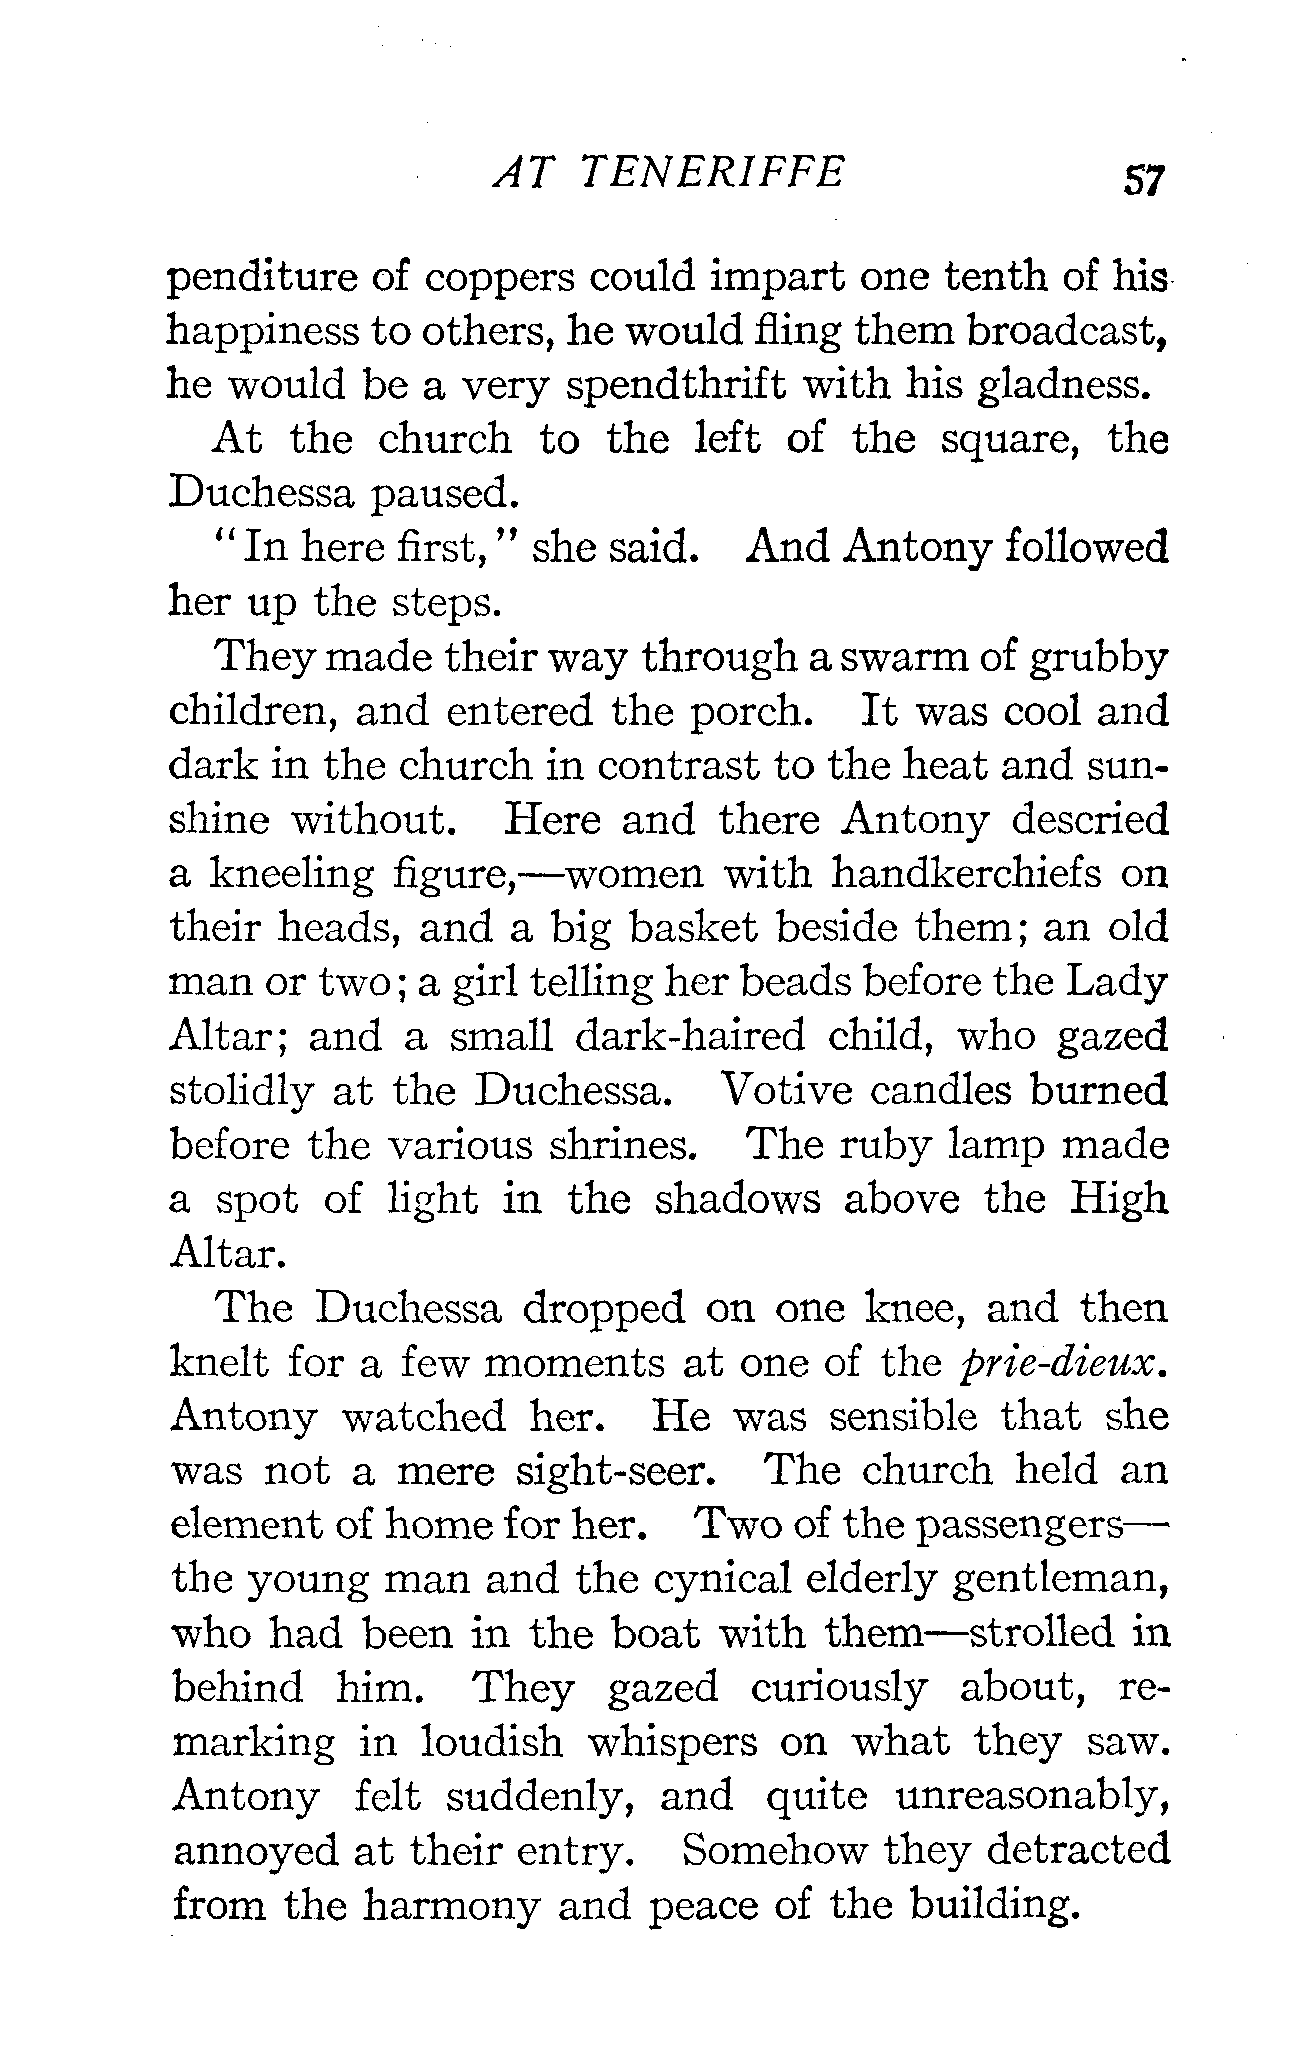 AT TENERIFFE 57
penditure of coppers could impart one tenth of his
happiness to others, he would fling them broadcast,
he would be a very spendthrift with his gladness.
At the church to the left of the square, the
Duchessa paused.
"In here first," she said. And Antony followed
her up the steps.
They made their way through a swarm of grubby
children, and entered the porch. It was cool and
dark in the church in contrast to the heat and sun-
shine without. Here and there Antony descried
a kneeling figure,—women with handkerchiefs on
their heads, and a big basket beside them; an old
man or two; a girl telling her beads before the Lady
Altar; and a small dark-haired child, who gazed
stolidly at the Duchessa. Votive candles burned
before the various shrines. The ruby lamp made
a spot of light in the shadows above the High
Altar.
The Duchessa dropped on one knee, and then
knelt for a few moments at one of the prie-dieux.
Antony watched her. He was sensible that she
was not a mere sight-seer. The church held an
element of home for her. Two of the passengers—
the young man and the cynical elderly gentleman,
who had been in the boat with them—strolled in
behind him. They gazed curiously about, re-
marking in loudish whispers on what they saw.
Antony felt suddenly, and quite unreasonably,
annoyed at their entry. Somehow they detracted
from the harmony and peace of the building.